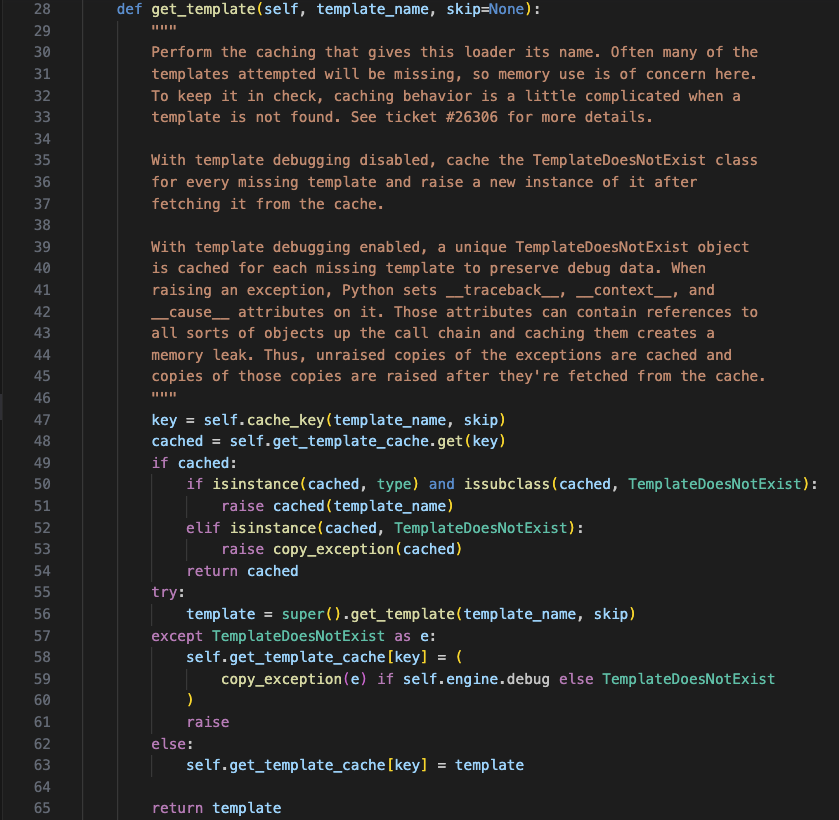 28 def get_template(self, template_name, skip=None):
29 """
30 Perform the caching that gives this loader its name. Often many of the
31 templates attempted will be missing, so memory use is of concern here.
32 To keep it in check, caching behavior is a little complicated when a
33 template is not found. See ticket #26306 for more details.
34
35 With template debugging disabled, cache the TemplateDoesNotExist class
36 for every missing template and raise a new instance of it after
37 fetching it from the cache.
38
39 With template debugging enabled, a unique TemplateDoesNotExist object
40 is cached for each missing template to preserve debug data. When
41 raising an exception, Python sets __traceback__, __context__, and
42 __cause__ attributes on it. Those attributes can contain references to
43 all sorts of objects up the call chain and caching them creates a
44 memory leak. Thus, unraised copies of the exceptions are cached and
45 copies of those copies are raised after they're fetched from the cache.
46 """
47 key = self.cache_key(template_name, skip)
48 cached = self.get_template_cache.get(key)
49 if cached:
50 if isinstance(cached, type) and issubclass(cached, TemplateDoesNotExist):
51 raise cached(template_name)
52 elif isinstance(cached, TemplateDoesNotExist):
53 raise copy_exception(cached)
54 return cached
55 try:
56 template = super().get_template(template_name, skip)
57 except TemplateDoesNotExist as e:
58 self.get_template_cache[key] = (
59 copy_exception(e) if self.engine.debug else TemplateDoesNotExist
60 )
61 raise
62 else:
63 self.get_template_cache[key] = template
64
65 return template